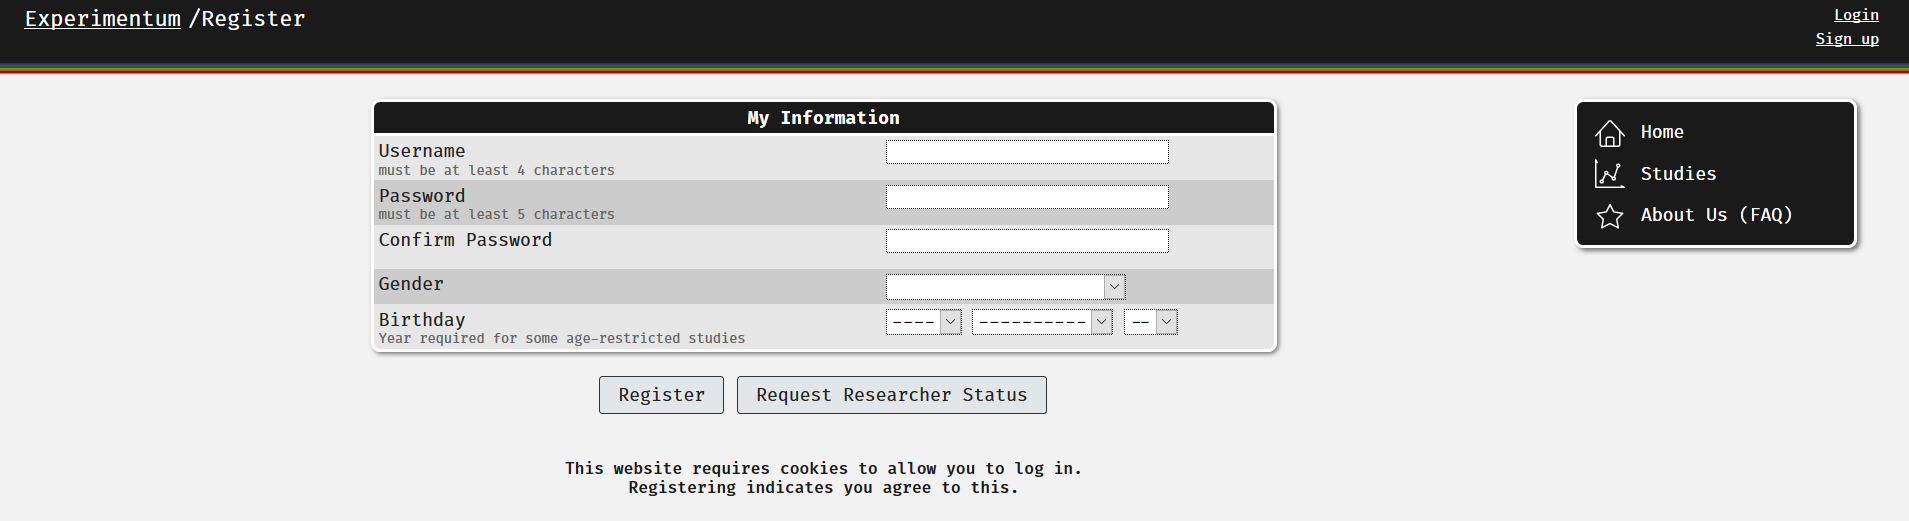 Experimentum /Register
Login
Sign up
My Information
Username
must be at least 4 characters
Password
must be at least 5 characters
Confirm Password
Gender
Birthday
---- ---------- --
Year required for some age-restricted studies
Register Request Researcher Status
This website requires cookies to allow you to log in.
Registering indicates you agree to this.
Home
Studies
About Us (FAQ)